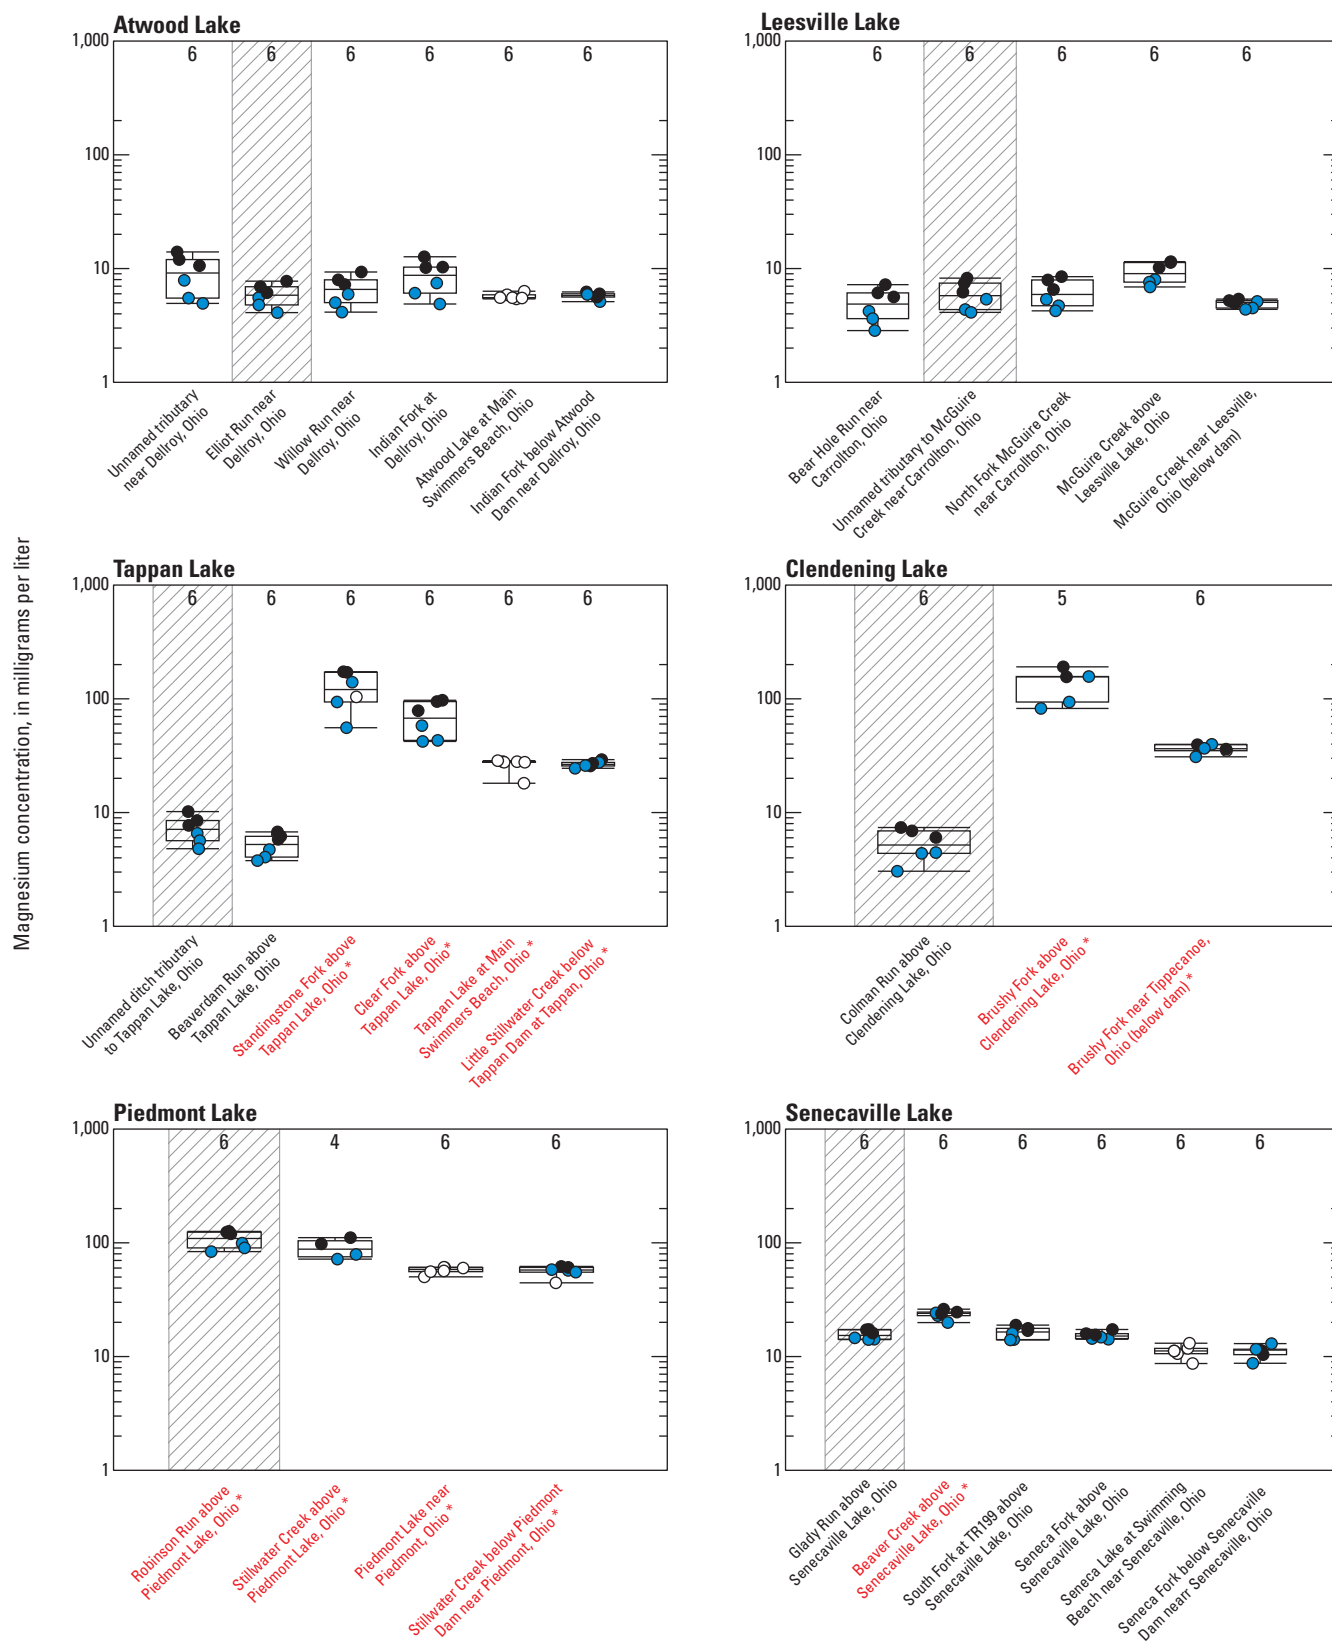 Magnesium concentration, in milligrams per liter
Atwood Lake
1,000
100
10
1
6 6 6 6 6 6
Unnamed tributary
near Dellroy, Ohio
Elliot Run near
Dellroy, Ohio
Willow Run near
Dellroy, Ohio
Indian Fork at
Dellroy, Ohio
Atwood Lake at Main
Swimmers Beach, Ohio
Indian Fork below Atwood
Dam near Dellroy, Ohio
Leesville Lake
1,000
100
10
1
6 6 6 6 6
Bear Hole Run near
Carrollton, Ohio
Unnamed tributary to McGuire
Creek near Carrollton, Ohio
North Fork McGuire Creek
near Carrollton, Ohio
McGuire Creek above
Leesville Lake, Ohio
McGuire Creek near Leesville,
Ohio (below dam)
Tappan Lake
1,000
100
10
1
6 6 6 6 6 6
Unnamed ditch tributary
to Tappan Lake, Ohio
Beaverdam Run above
Tappan Lake, Ohio
Standingstone Fork above
Tappan Lake, Ohio *
Clear Fork above
Tappan Lake, Ohio *
Tappan Lake at Main
Swimmers Beach, Ohio *
Little Stillwater Creek below
Tappan Dam at Tappan, Ohio *
Clendening Lake
1,000
100
10
1
6 5 6
Colman Run above
Clendening Lake, Ohio
Brushy Fork above
Clendening Lake, Ohio *
Brushy Fork near Tippecanoe,
Ohio (below dam) *
Piedmont Lake
1,000
100
10
1
6 4 6 6
Robinson Run above
Piedmont Lake, Ohio *
Stillwater Creek above
Piedmont Lake, Ohio *
Piedmont Lake near
Piedmont, Ohio *
Stillwater Creek below Piedmont
Dam near Piedmont, Ohio *
Senecaville Lake
1,000
100
10
1
6 6 6 6 6 6
Glady Run above
Senecaville Lake, Ohio
Beaver Creek above
Senecaville Lake, Ohio *
South Fork at TR199 above
Senecaville Lake, Ohio
Seneca Fork above
Senecaville Lake, Ohio
Seneca Lake at Swimming
Beach near Senecaville, Ohio
Seneca Fork below Senecaville
Dam nearr Senecaville, Ohio